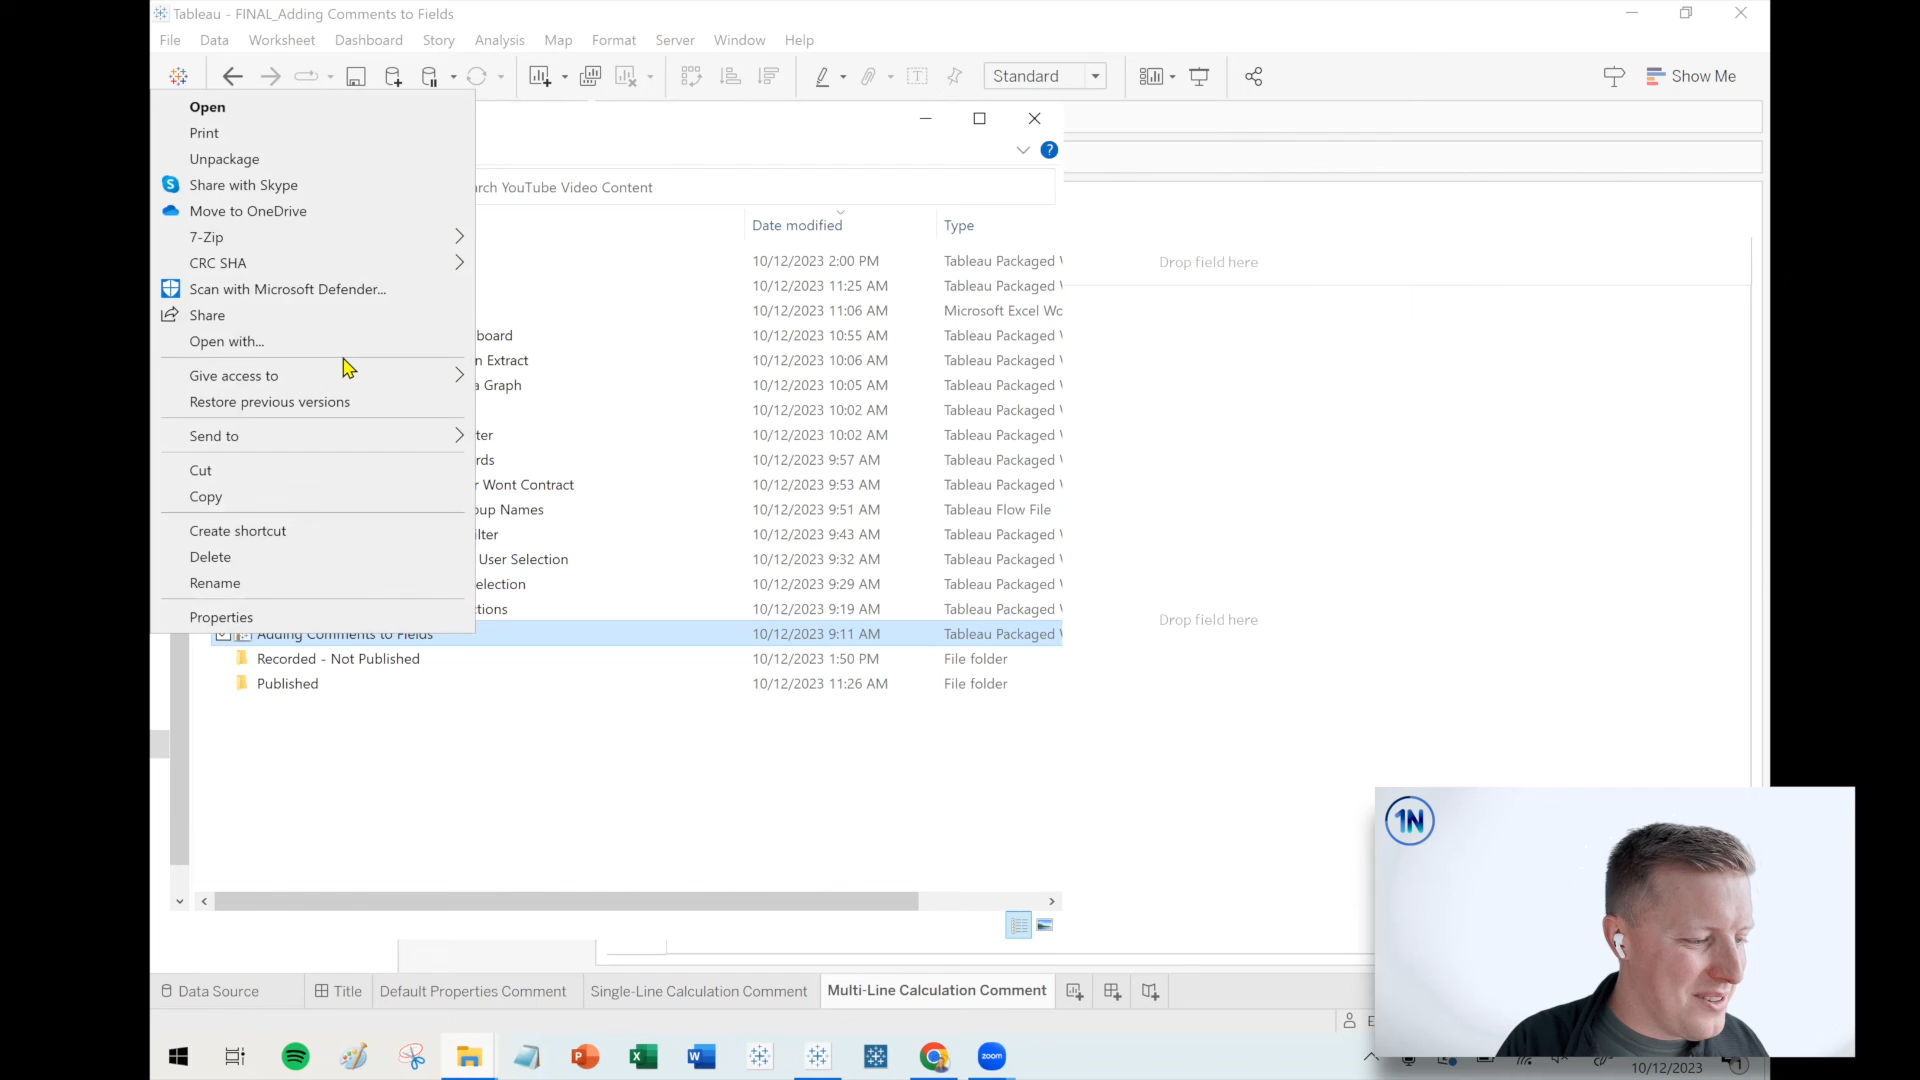 Tableau - FINAL_Adding Comments to Fields
File Data Worksheet Dashboard Story Analysis Map Format Server Window Help
Standard
Show Me
Open
Print
Unpackage
Share with Skype
Move to OneDrive
7-Zip
CRC SHA
Scan with Microsoft Defender...
Share
Open with...
Give access to
Restore previous versions
Send to
Cut
Copy
Create shortcut
Delete
Rename
Properties
rch YouTube Video Content
Date modified Type
10/12/2023 2:00 PM Tableau Packaged
10/12/2023 11:25 AM Tableau Packaged
10/12/2023 11:06 AM Microsoft Excel Wo
board 10/12/2023 10:55 AM Tableau Packaged
n Extract 10/12/2023 10:06 AM Tableau Packaged
a Graph 10/12/2023 10:05 AM Tableau Packaged
10/12/2023 10:02 AM Tableau Packaged
ter 10/12/2023 10:02 AM Tableau Packaged
rds 10/12/2023 9:57 AM Tableau Packaged
r Wont Contract 10/12/2023 9:53 AM Tableau Packaged
oup Names 10/12/2023 9:51 AM Tableau Flow File
ilter 10/12/2023 9:43 AM Tableau Packaged
User Selection 10/12/2023 9:32 AM Tableau Packaged
election 10/12/2023 9:29 AM Tableau Packaged
ctions 10/12/2023 9:19 AM Tableau Packaged
Adding Comments to Fields 10/12/2023 9:11 AM Tableau Packaged
Recorded - Not Published 10/12/2023 1:50 PM File folder
Published 10/12/2023 11:26 AM File folder
Drop field here
Drop field here
1N
Data Source Title Default Properties Comment Single-Line Calculation Comment Multi-Line Calculation Comment
zoom
10/12/2023
1